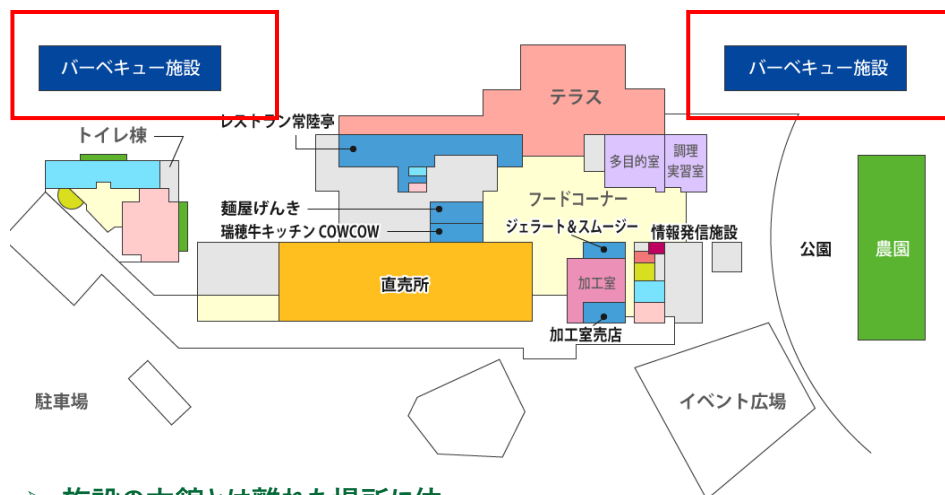 バーベキュー施設
バーベキュー施設
テラス
レストラン常陸亭
トイレ棟
多目的室
調理
実習室
フードコーナー
麺屋げんき
瑞穂牛キッチン COWCOW
ジェラート＆スムージー
情報発信施設
公園
農園
直売所
加工室
加工室売店
駐車場
イベント広場